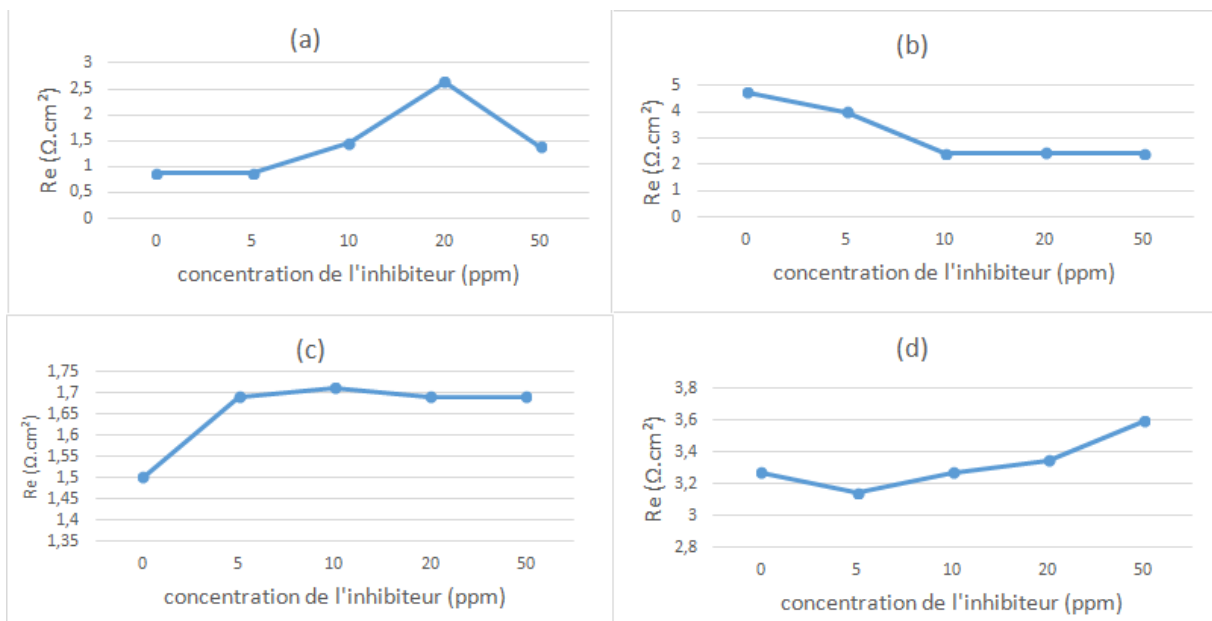 (a)
Re (Ω.cm²)
3
2,5
2
1,5
1
0,5
0
0 5 10 20 50
concentration de l'inhibiteur (ppm)
(b)
Re (Ω.cm²)
5
4
3
2
1
0
0 5 10 20 50
concentration de l'inhibiteur (ppm)
(c)
Re (Ω.cm²)
1,75
1,7
1,65
1,6
1,55
1,5
1,45
1,4
1,35
0 5 10 20 50
concentration de l'inhibiteur (ppm)
(d)
Re (Ω.cm²)
3,8
3,6
3,4
3,2
3
2,8
0 5 10 20 50
concentration de l'inhibiteur (ppm)